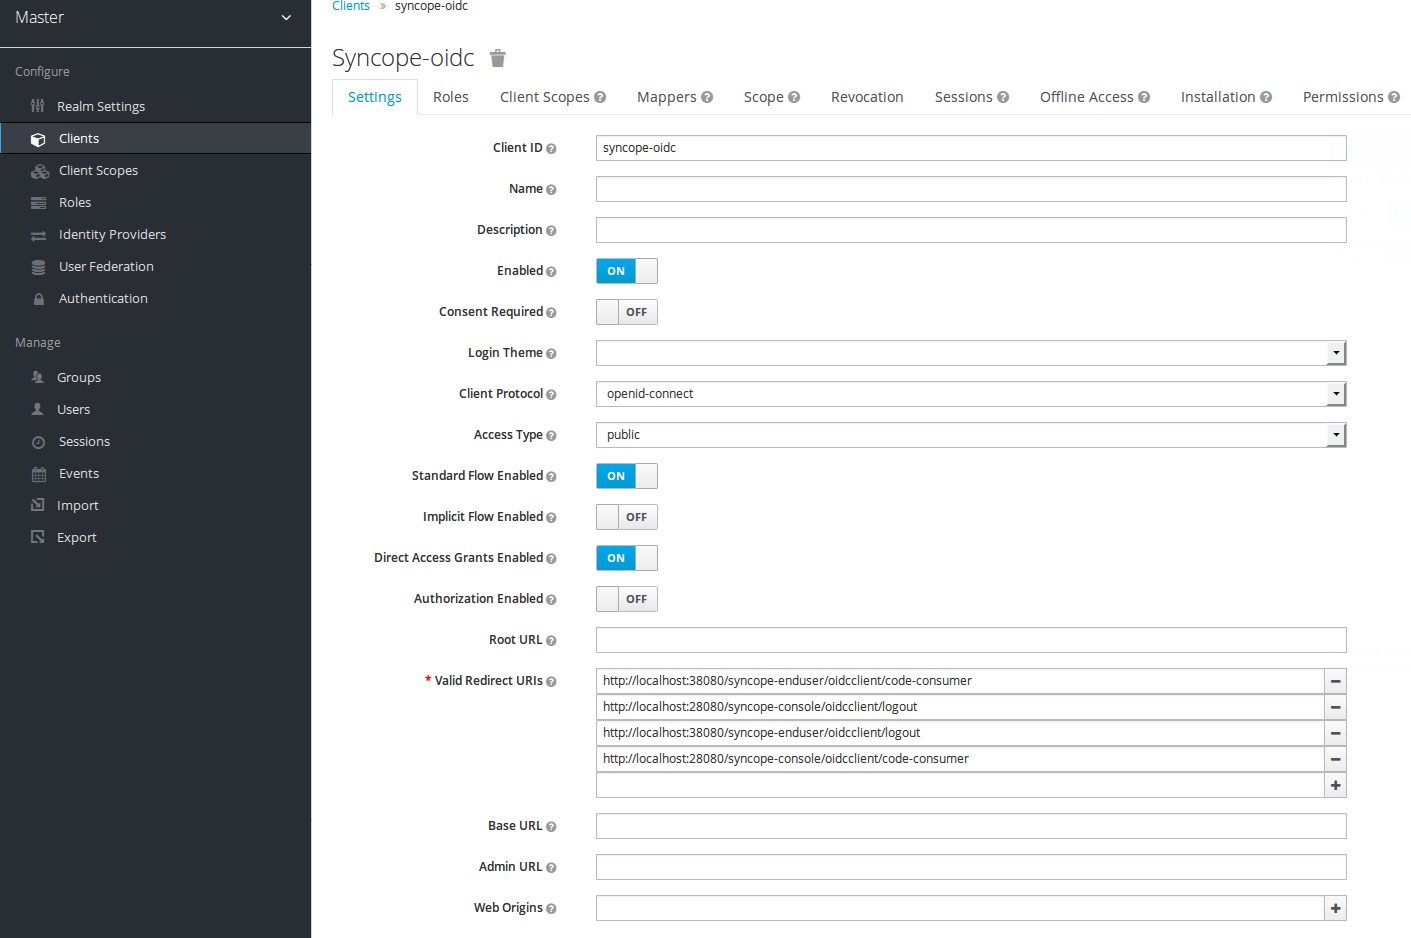 Master
Configure
Realm Settings
Clients
Client Scopes
Roles
Identity Providers
User Federation
Authentication
Manage
Groups
Users
Sessions
Events
Import
Export
Clients » syncope-oidc
Syncope-oidc
Settings Roles Client Scopes Mappers Scope Revocation Sessions Offline Access Installation Permissions
Client ID syncope-oidc
Name
Description
Enabled ON
Consent Required OFF
Login Theme
Client Protocol openid-connect
Access Type public
Standard Flow Enabled ON
Implicit Flow Enabled OFF
Direct Access Grants Enabled ON
Authorization Enabled OFF
Root URL
* Valid Redirect URIs http://localhost:38080/syncope-enduser/oidcclient/code-consumer
http://localhost:28080/syncope-console/oidcclient/logout
http://localhost:38080/syncope-enduser/oidcclient/logout
http://localhost:28080/syncope-console/oidcclient/code-consumer
Base URL
Admin URL
Web Origins